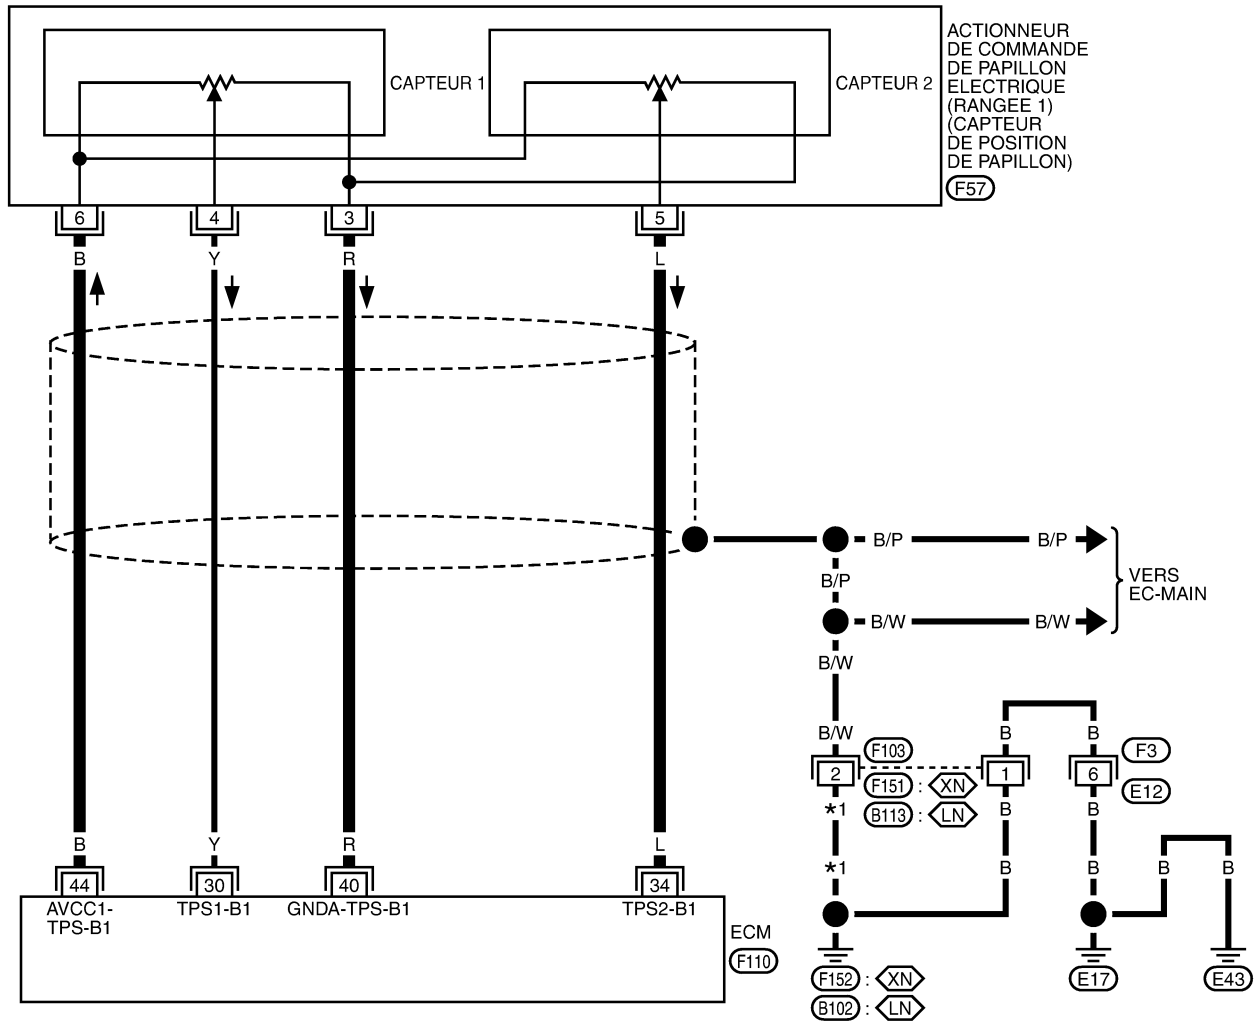 ACTIONNEUR
DE COMMANDE
DE PAPILLON
ELECTRIQUE
(RANGEE 1)
(CAPTEUR
DE POSITION
DE PAPILLON)
F57
CAPTEUR 1
CAPTEUR 2
6 4 3 5
B Y R L
B/P B/P
B/P
VERS
EC-MAIN
B/W B/W
B/W
B/W B B
F103 F3
2 1 6
F151 : XN
E12
*1 B B
B113 : LN
B Y R L
*1 B B B B
44 30 40 34
AVCC1-
TPS-B1
TPS1-B1
GNDA-TPS-B1
TPS2-B1
ECM
F110
F152 : XN
B102 : LN
E17
E43